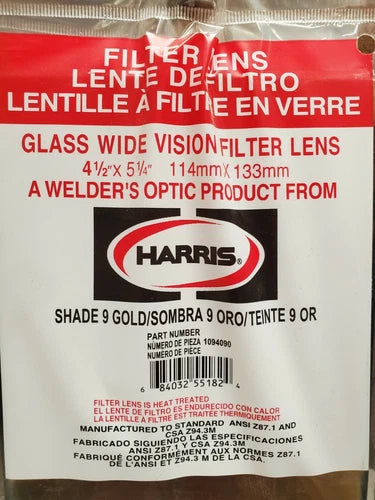 FILTER LENS
LENTE DE FILTRO
LENTILLE À FILTRE EN VERRE
GLASS WIDE VISION FILTER LENS
4½"X 5¼" 114mm X 133mm
A WELDER'S OPTIC PRODUCT FROM
HARRIS®
SHADE 9 GOLD/SOMBRA 9 ORO/TEINTE 9 OR
PART NUMBER
NÚMERO DE PIEZA 1094090
NUMÉRO DE PIÈCE
6 84032 55182 4
FILTER LENS IS HEAT TREATED
EL LENTE DE FILTRO ES ENDURECIDO CON CALOR
LA LENTILLE A FILTRE EST TRAITÉE THERMIQUEMENT
MANUFACTURED TO STANDARD ANSI Z87.1 AND
CSA Z94.3M
FABRICADO SIGUIENDO LAS ESPECIFICACIONES
ANSI Z87.1 Y CSA Z94.3M
FABRIQUÉ CONFORMÉMENT AUX NORMES Z87.1
DE L'ANSI ET Z94.3 M DE LA CSA.